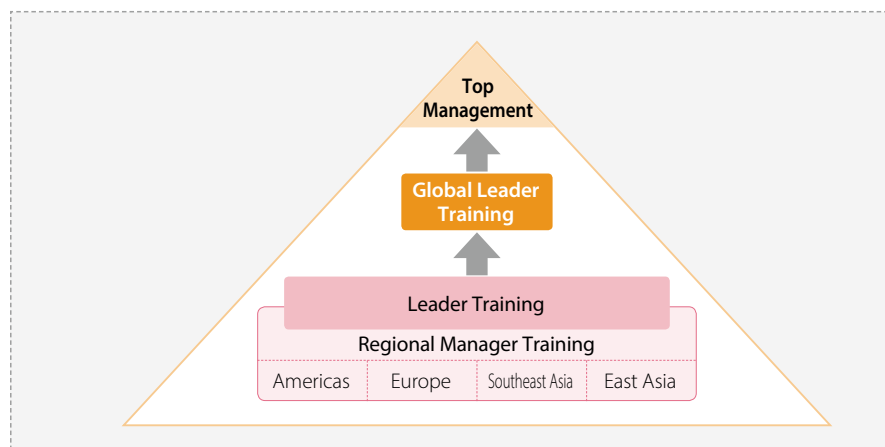 Top
Management
Global Leader
Training
Leader Training
Regional Manager Training
Americas
Europe
Southeast Asia
East Asia